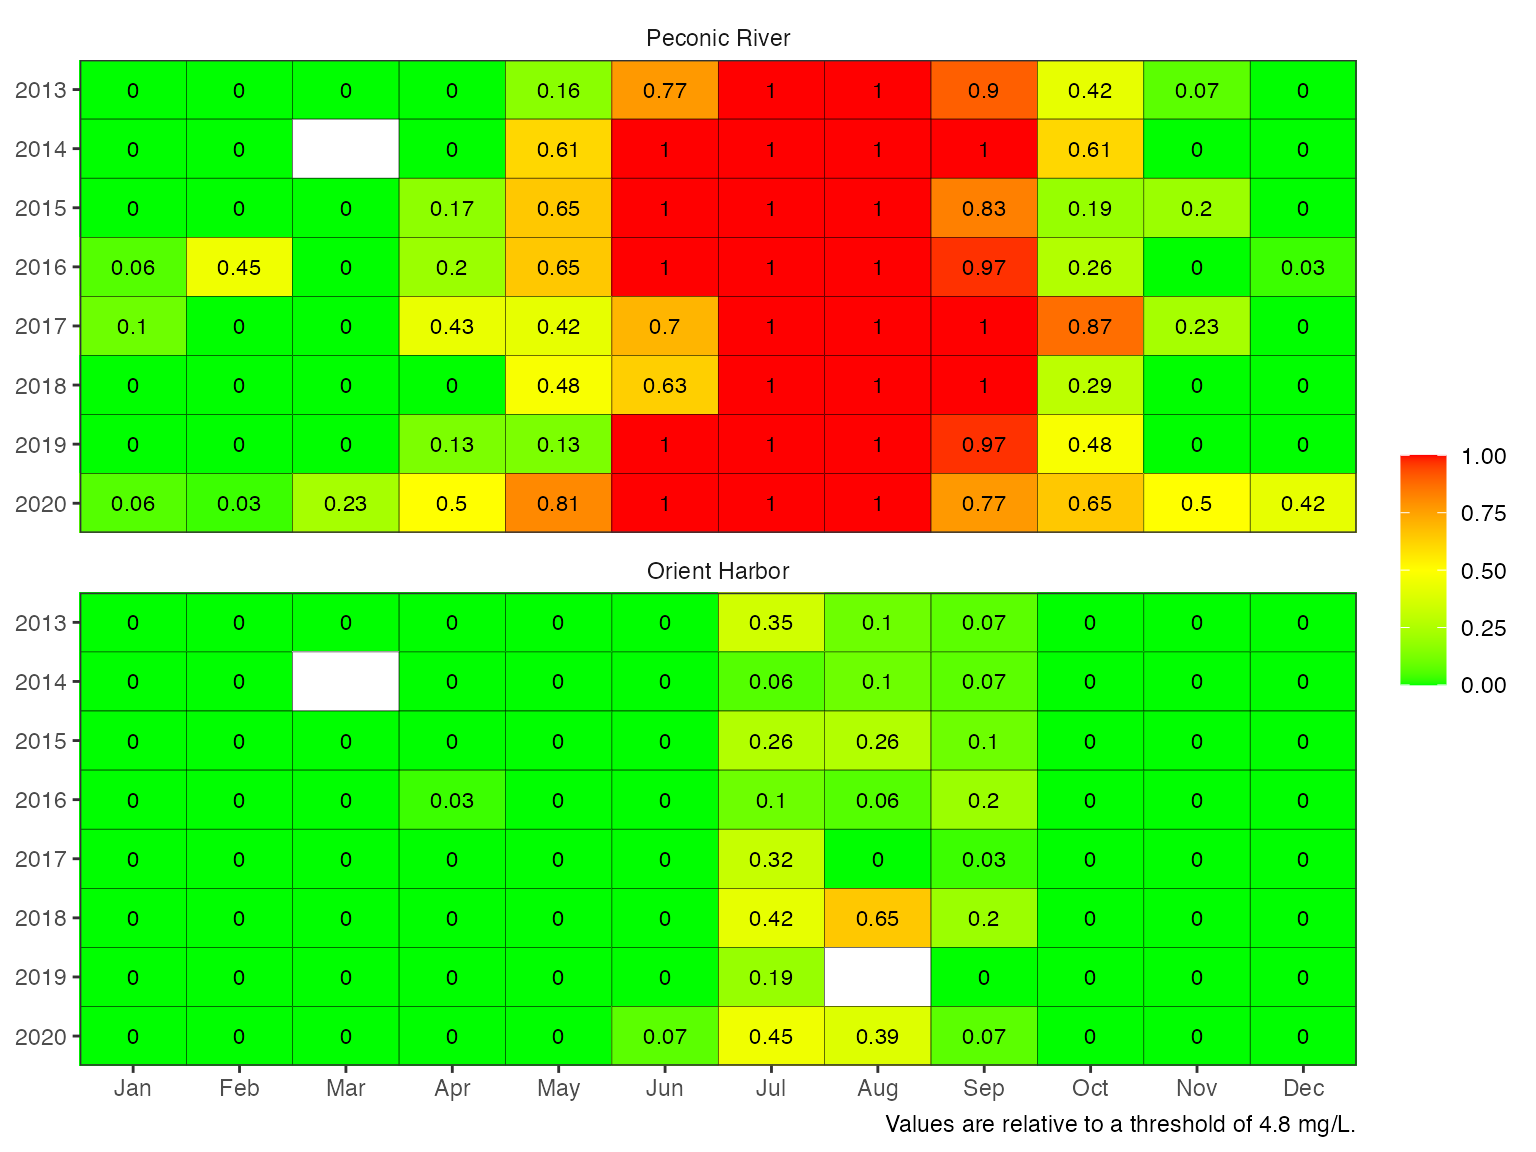 Peconic River
2013 0 0 0 0 0.16 0.77 1 1 0.9 0.42 0.07 0
2014 0 0 0 0.61 1 1 1 1 0.61 0 0
2015 0 0 0 0.17 0.65 1 1 1 0.83 0.19 0.2 0
2016 0.06 0.45 0 0.2 0.65 1 1 1 0.97 0.26 0 0.03
2017 0.1 0 0 0.43 0.42 0.7 1 1 1 0.87 0.23 0
2018 0 0 0 0 0.48 0.63 1 1 1 0.29 0 0
2019 0 0 0 0.13 0.13 1 1 1 0.97 0.48 0 0
2020 0.06 0.03 0.23 0.5 0.81 1 1 1 0.77 0.65 0.5 0.42
Orient Harbor
2013 0 0 0 0 0 0 0.35 0.1 0.07 0 0 0
2014 0 0 0 0 0 0.06 0.1 0.07 0 0 0
2015 0 0 0 0 0 0 0.26 0.26 0.1 0 0 0
2016 0 0 0 0.03 0 0 0.1 0.06 0.2 0 0 0
2017 0 0 0 0 0 0 0.32 0 0.03 0 0 0
2018 0 0 0 0 0 0 0.42 0.65 0.2 0 0 0
2019 0 0 0 0 0 0 0.19 0 0 0 0
2020 0 0 0 0 0 0.07 0.45 0.39 0.07 0 0 0
Jan Feb Mar Apr May Jun Jul Aug Sep Oct Nov Dec
Values are relative to a threshold of 4.8 mg/L.
1.00
0.75
0.50
0.25
0.00